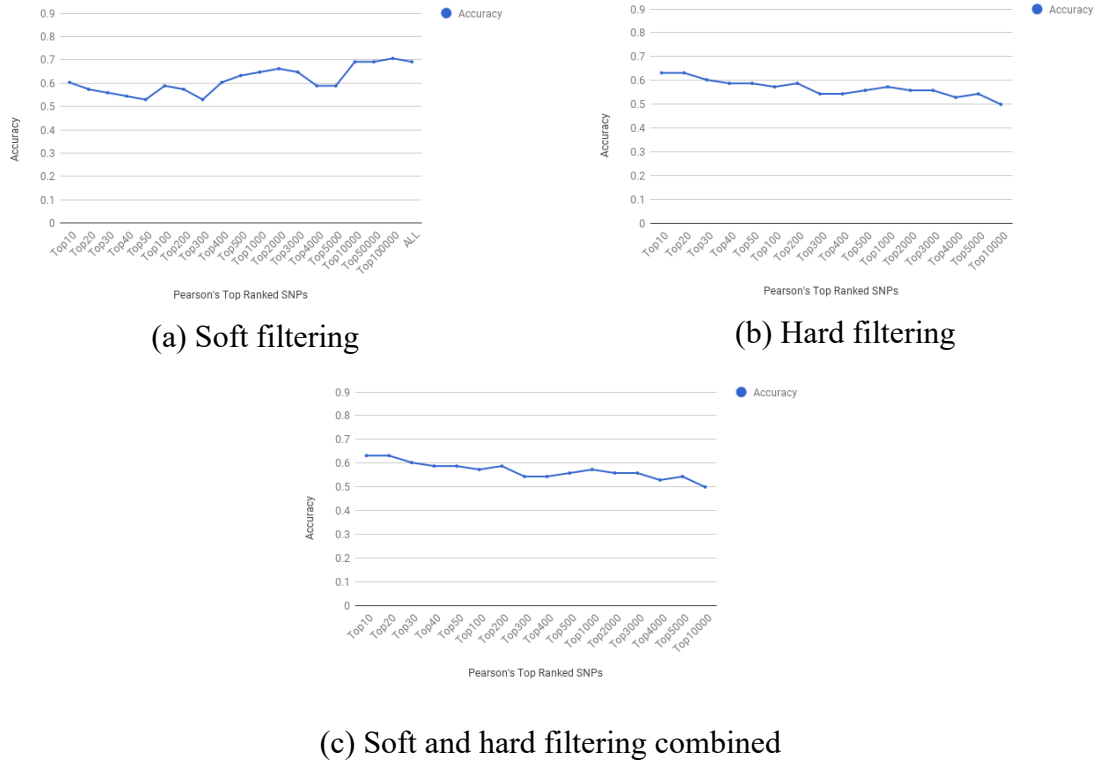 0.9
0.8
0.7
0.6
0.5
0.4
0.3
0.2
0.1
0
Accuracy
Accuracy
Top10 Top20 Top30 Top40 Top50 Top100 Top200 Top300 Top400 Top500 Top1000 Top2000 Top3000 Top4000 Top5000 Top10000 Top50000 Top100000 ALL
Pearson's Top Ranked SNPs
(a) Soft filtering
0.9
0.8
0.7
0.6
0.5
0.4
0.3
0.2
0.1
0
Accuracy
Accuracy
Top10 Top20 Top30 Top40 Top50 Top100 Top200 Top300 Top400 Top500 Top1000 Top2000 Top3000 Top4000 Top5000 Top10000
Pearson's Top Ranked SNPs
(b) Hard filtering
0.9
0.8
0.7
0.6
0.5
0.4
0.3
0.2
0.1
0
Accuracy
Accuracy
Top10 Top20 Top30 Top40 Top50 Top100 Top200 Top300 Top400 Top500 Top1000 Top2000 Top3000 Top4000 Top5000 Top10000
Pearson's Top Ranked SNPs
(c) Soft and hard filtering combined